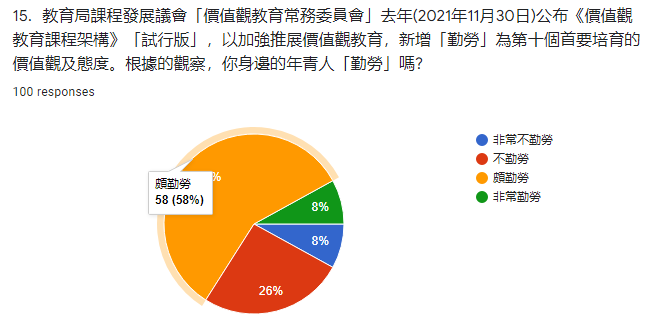 15.  教育局課程發展議會「價值觀教育常務委員會」去年(2021年11月30日)公布《價值觀
教育課程架構》「試行版」，以加強推展價值觀教育，新增「勤勞」為第十個首要培育的
價值觀及態度。根據的觀察，你身邊的年青人「勤勞」嗎?
100 responses
非常不勤勞
不勤勞
頗勤勞
非常勤勞
頗勤勞
58 (58%)
%
8%
8%
26%